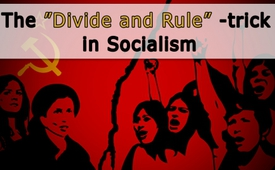 The ”Divide and Rule” -trick
in Socialism